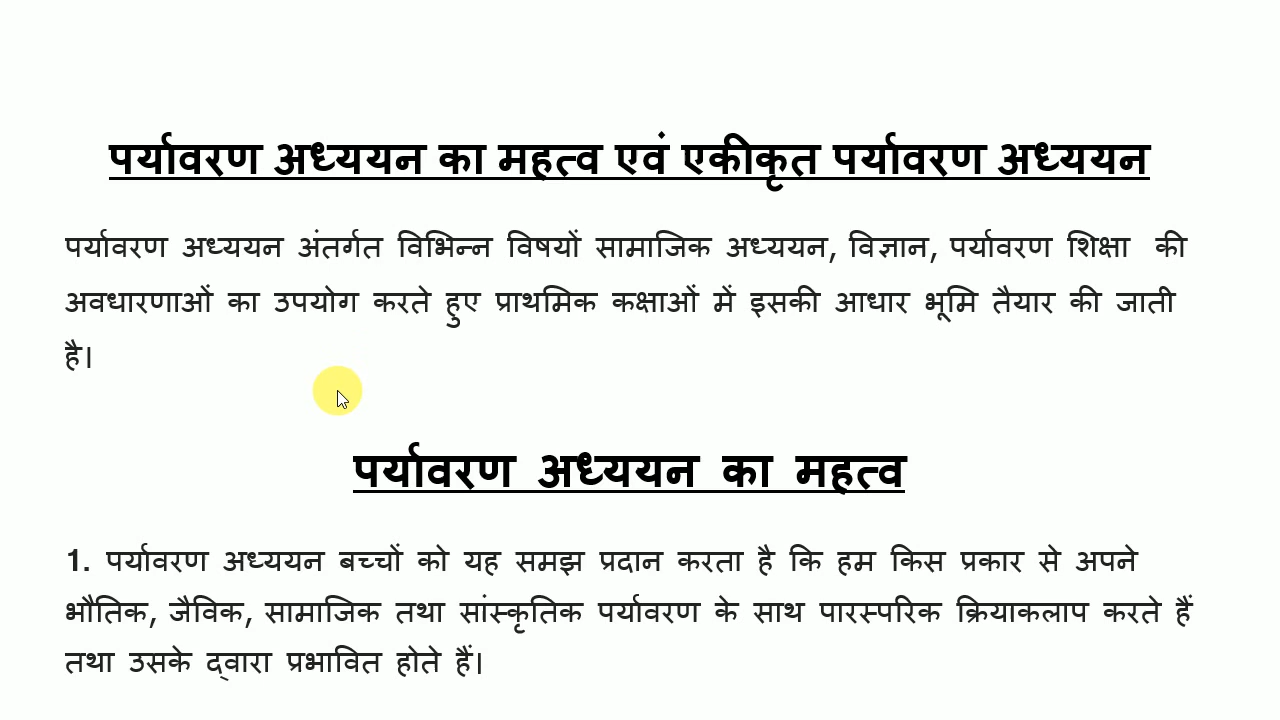 पर्यावरण अध्ययन का महत्व एवं एकीकृत पर्यावरण अध्ययन
पर्यावरण अध्ययन अंतर्गत विभिन्न विषयों सामाजिक अध्ययन, विज्ञान, पर्यावरण शिक्षा की
अवधारणाओं का उपयोग करते हुए प्राथमिक कक्षाओं में इसकी आधार भूमि तैयार की जाती
है।
पर्यावरण अध्ययन का महत्व
1. पर्यावरण अध्ययन बच्चों को यह समझ प्रदान करता है कि हम किस प्रकार से अपने
भौतिक, जैविक, सामाजिक तथा सांस्कृतिक पर्यावरण के साथ पारस्परिक क्रियाकलाप करते हैं
तथा उसके द्वारा प्रभावित होते हैं।